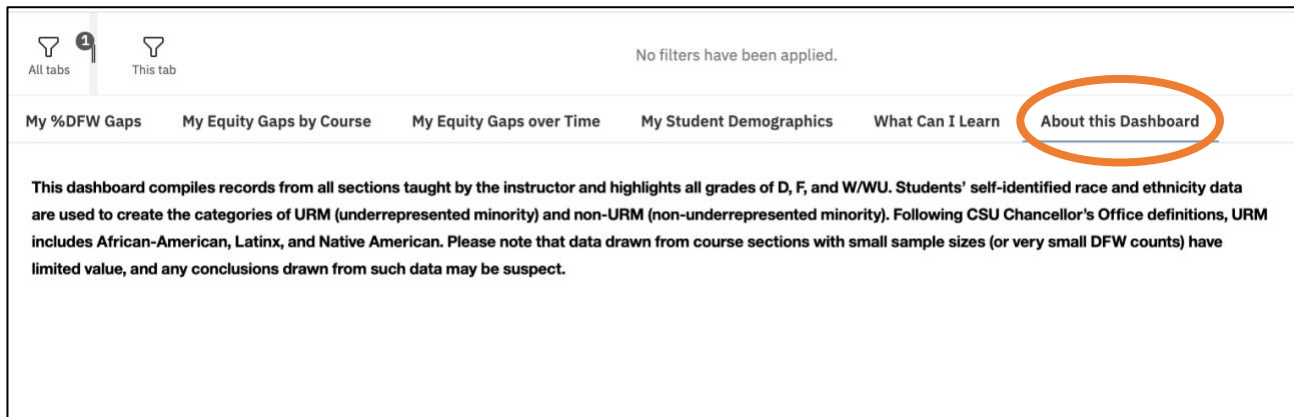 1
All tabs
This tab
No filters have been applied.
My %DFW Gaps My Equity Gaps by Course My Equity Gaps over Time My Student Demographics What Can I Learn About this Dashboard
This dashboard compiles records from all sections taught by the instructor and highlights all grades of D, F, and W/WU. Students' self-identified race and ethnicity data
are used to create the categories of URM (underrepresented minority) and non-URM (non-underrepresented minority). Following CSU Chancellor's Office definitions, URM
includes African-American, Latinx, and Native American. Please note that data drawn from course sections with small sample sizes (or very small DFW counts) have
limited value, and any conclusions drawn from such data may be suspect.